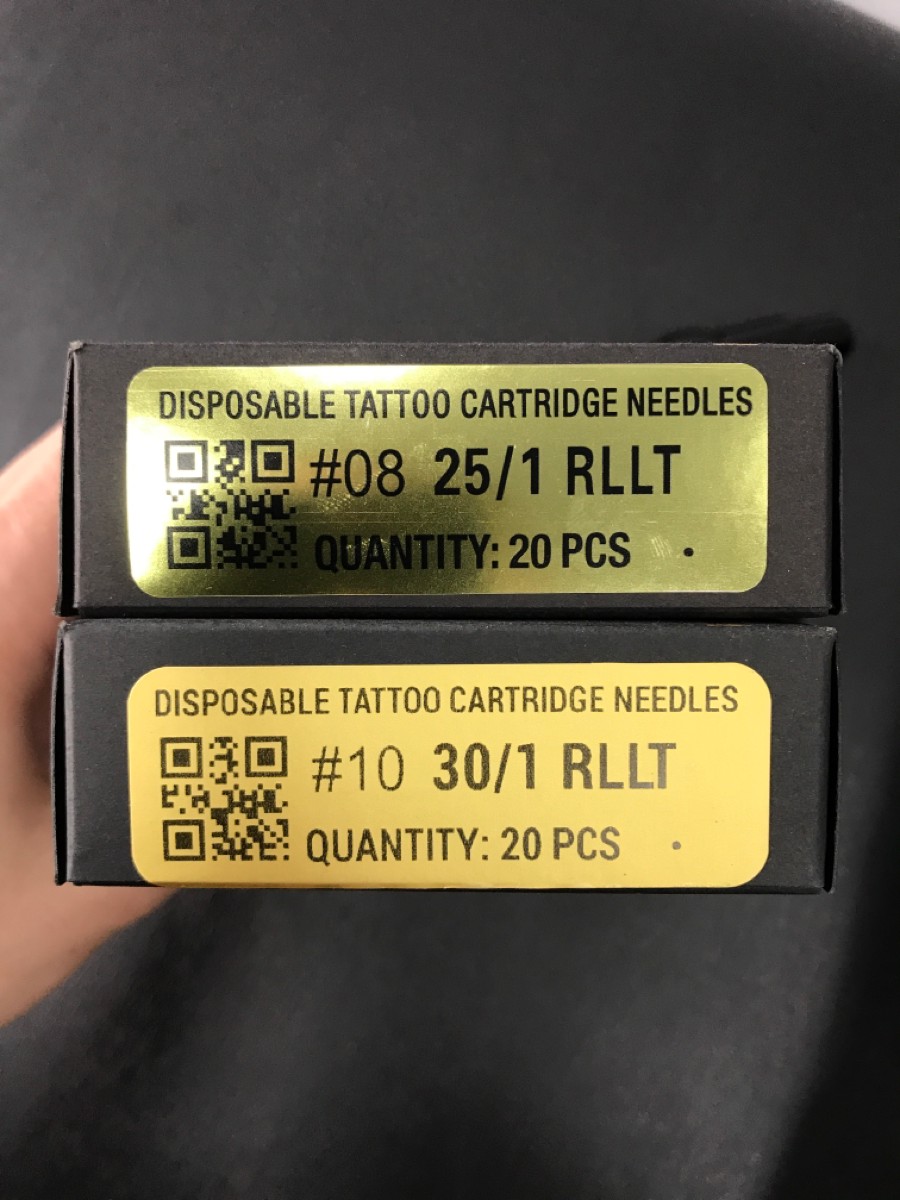 DISPOSABLE TATTOO CARTRIDGE NEEDLES
#08 25/1 RLLT
QUANTITY: 20 PCS
DISPOSABLE TATTOO CARTRIDGE NEEDLES
#10 30/1 RLLT
QUANTITY: 20 PCS